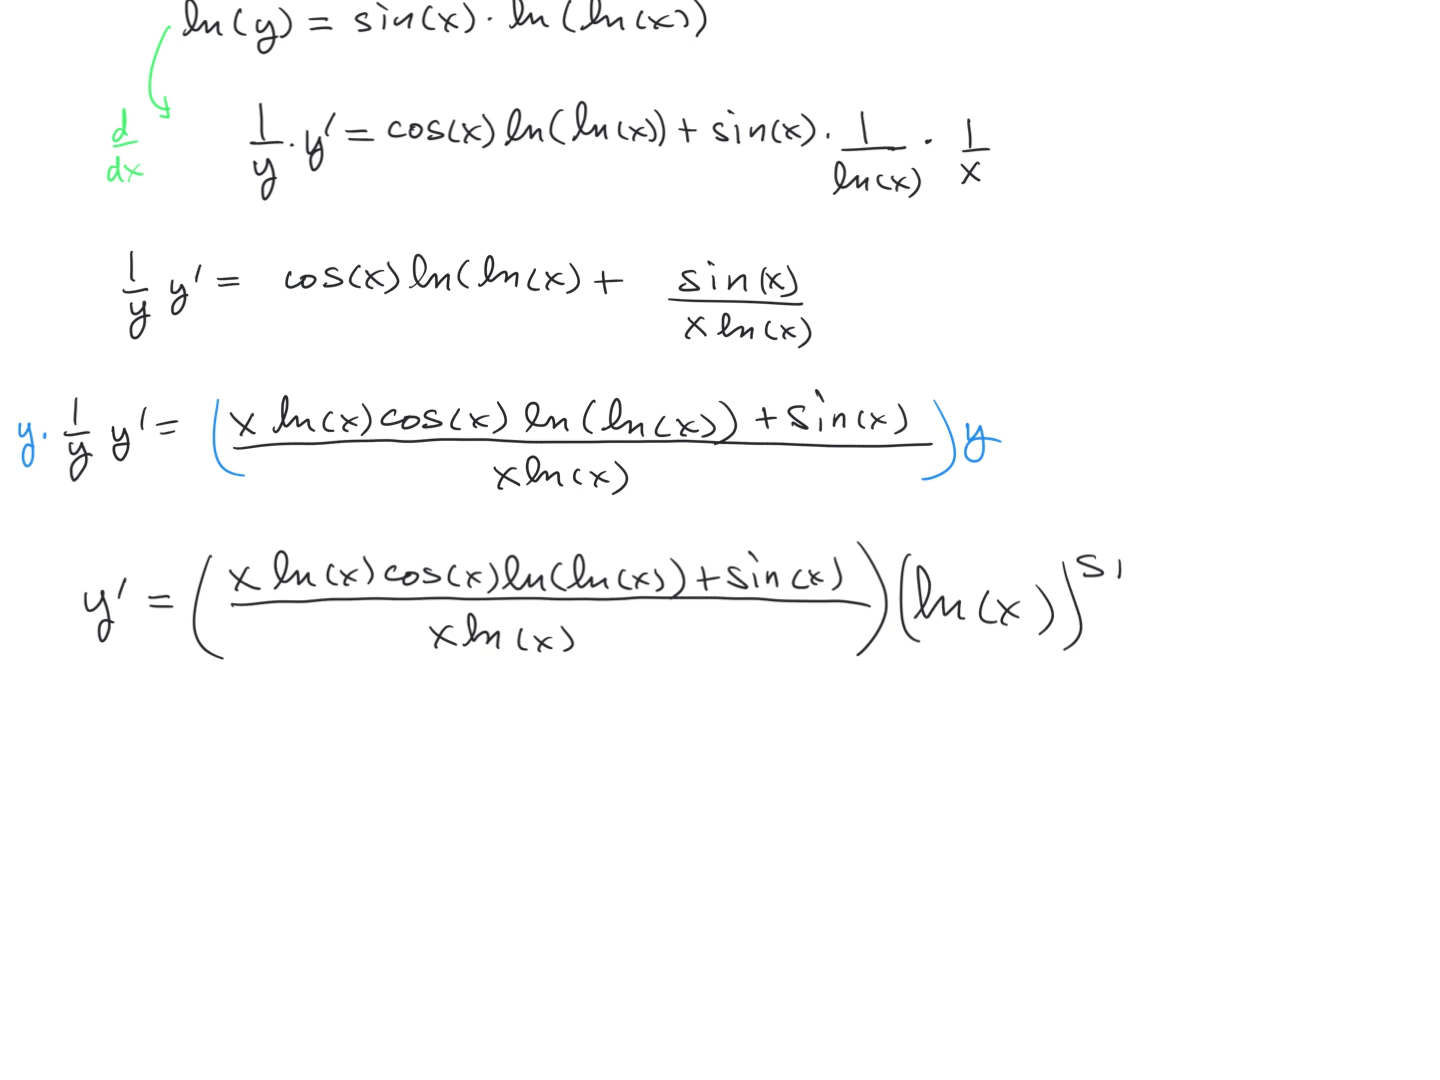 ln(y) = sin(x) · ln(ln(x))
d/dx 1/y · y' = cos(x) ln(ln(x)) + sin(x) · 1/ln(x) · 1/x
1/y y' = cos(x) ln(ln(x) + sin(x)/x ln(x)
y · 1/y y' = (x ln(x) cos(x) ln(ln(x)) + sin(x)/x ln(x)) y
y' = (x ln(x) cos(x) ln(ln(x)) + sin(x)/x ln(x)) (ln(x))^sı